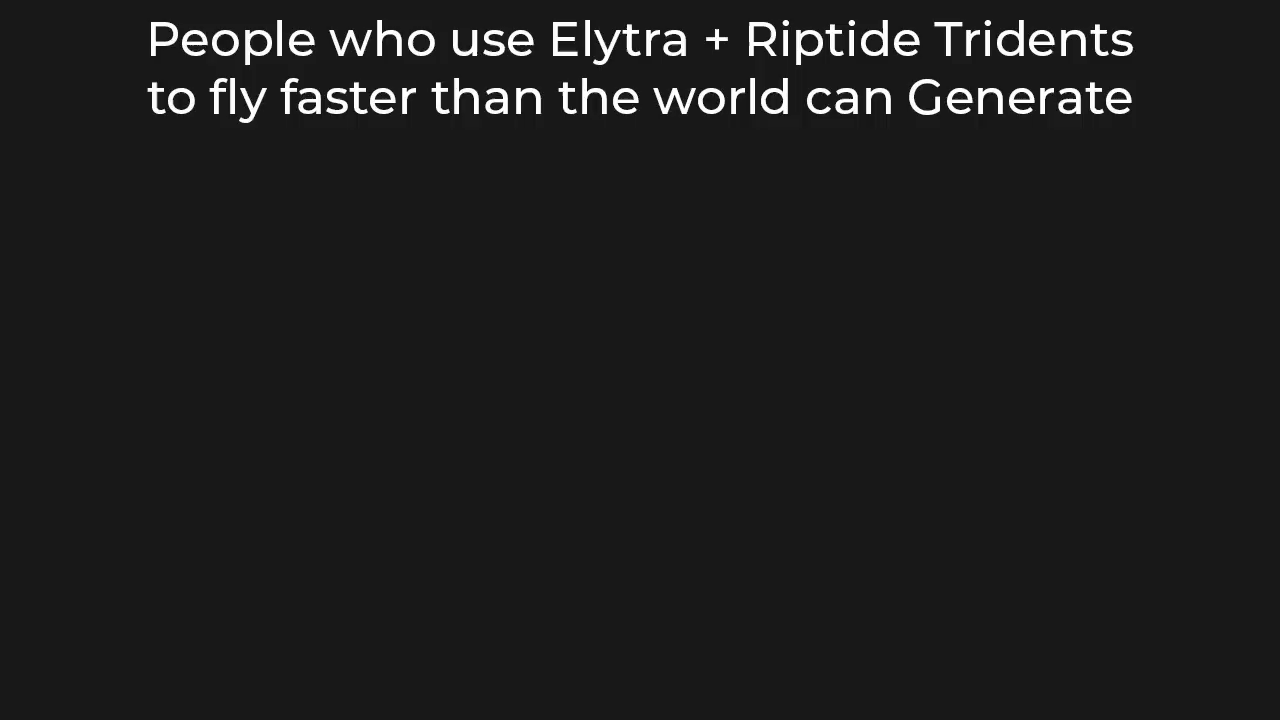 People who use Elytra + Riptide Tridents
to fly faster than the world can Generate